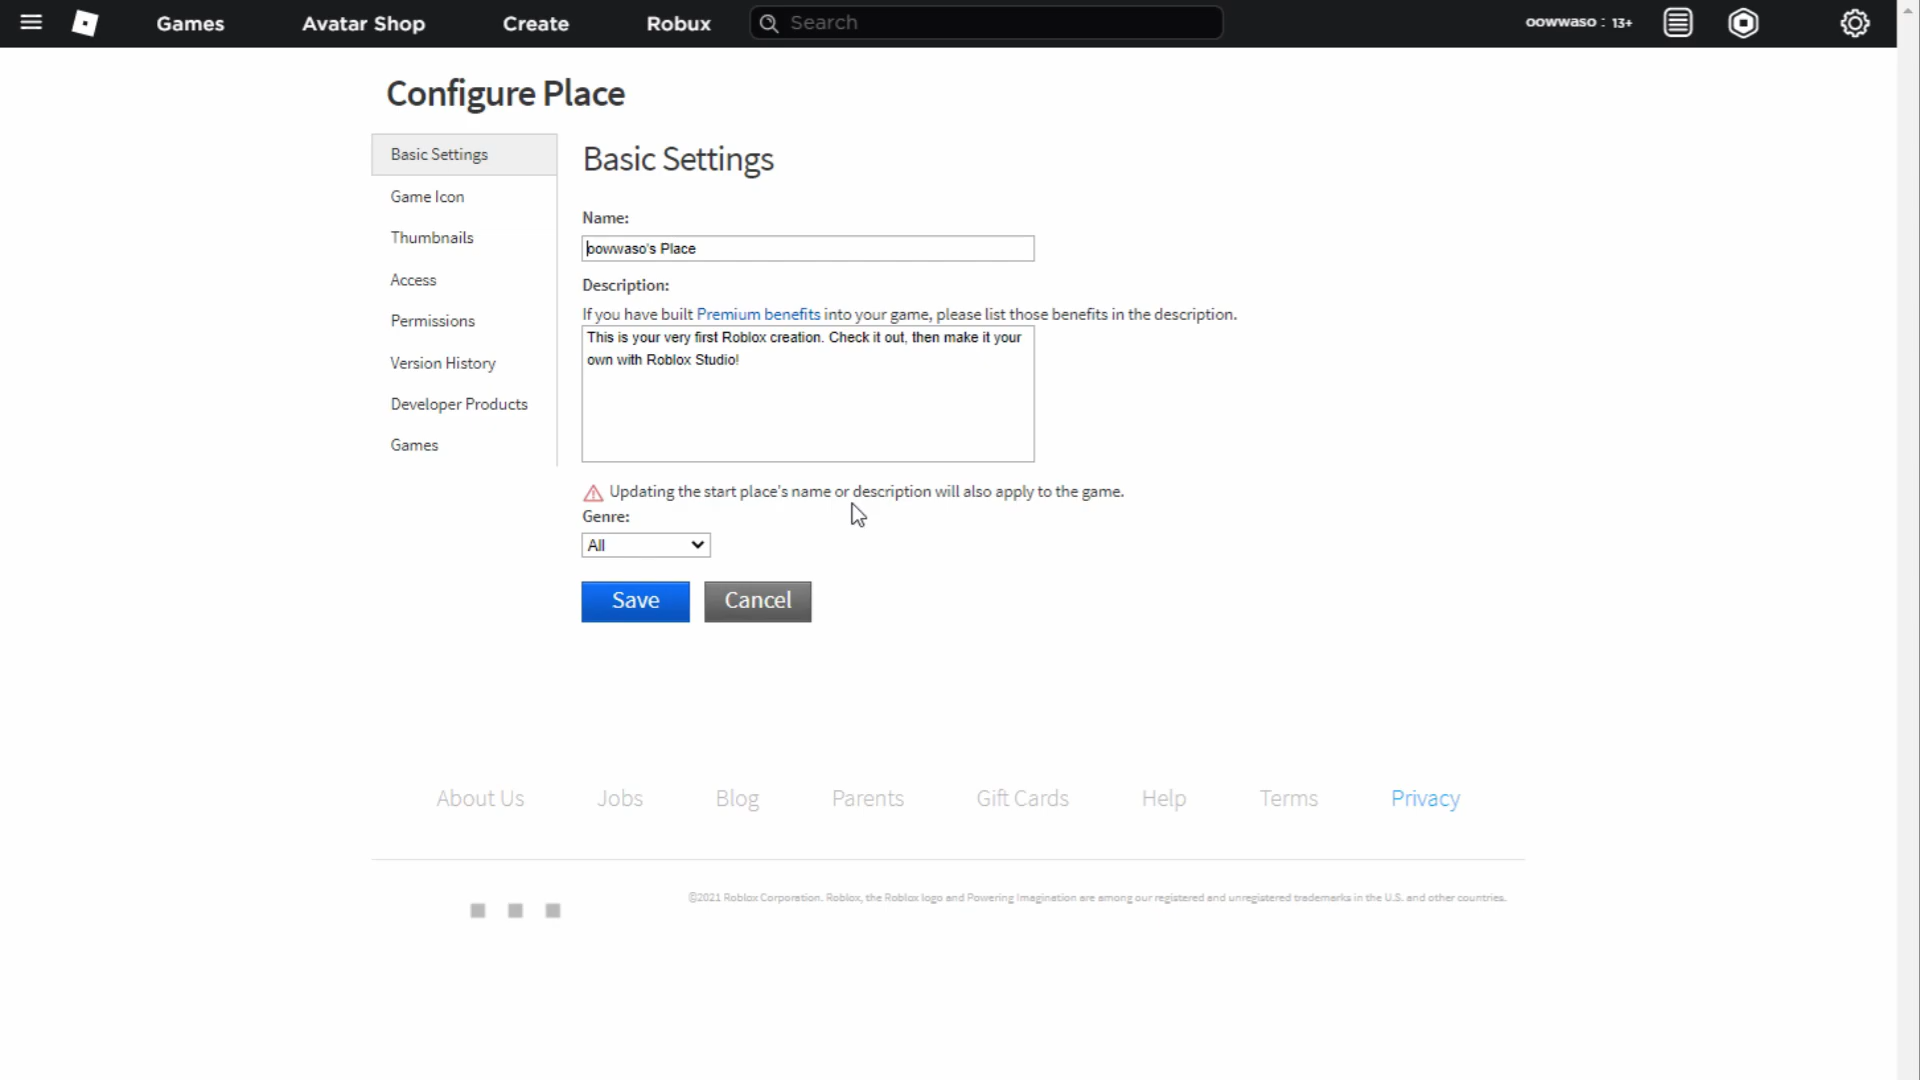 Games Avatar Shop Create Robux Search oowwaso : 13+
Configure Place
Basic Settings
Game Icon
Thumbnails
Access
Permissions
Version History
Developer Products
Games
Basic Settings
Name:
oowwaso's Place
Description:
If you have built Premium benefits into your game, please list those benefits in the description.
This is your very first Roblox creation. Check it out, then make it your
own with Roblox Studio!
Updating the start place's name or description will also apply to the game.
Genre:
All
Save Cancel
About Us Jobs Blog Parents Gift Cards Help Terms Privacy
©2021 Roblox Corporation. Roblox, the Roblox logo and Powering Imagination are among our registered and unregistered trademarks in the U.S. and other countries.